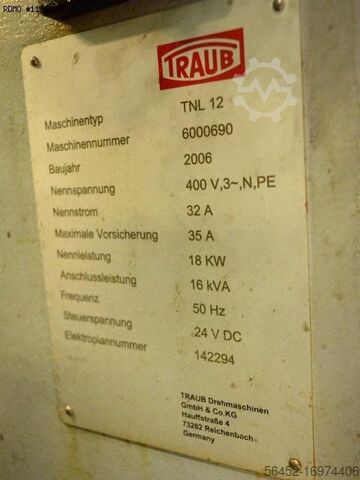 RDMO #11
TRAUB
Maschinentyp TNL 12
Maschinennummer 6000690
Baujahr 2006
Nennspannung 400 V,3~,N,PE
Nennstrom 32 A
Maximale Vorsicherung 35 A
Nennleistung 18 KW
Anschlussleistung 16 kVA
Frequenz 50 Hz
Steuerspannung 24 V DC
Elektroplannummer 142294
TRAUB Drehmaschinen
GmbH & Co.KG
Hauffstraße 4
73262 Reichenbach
Germany
56452-16974406